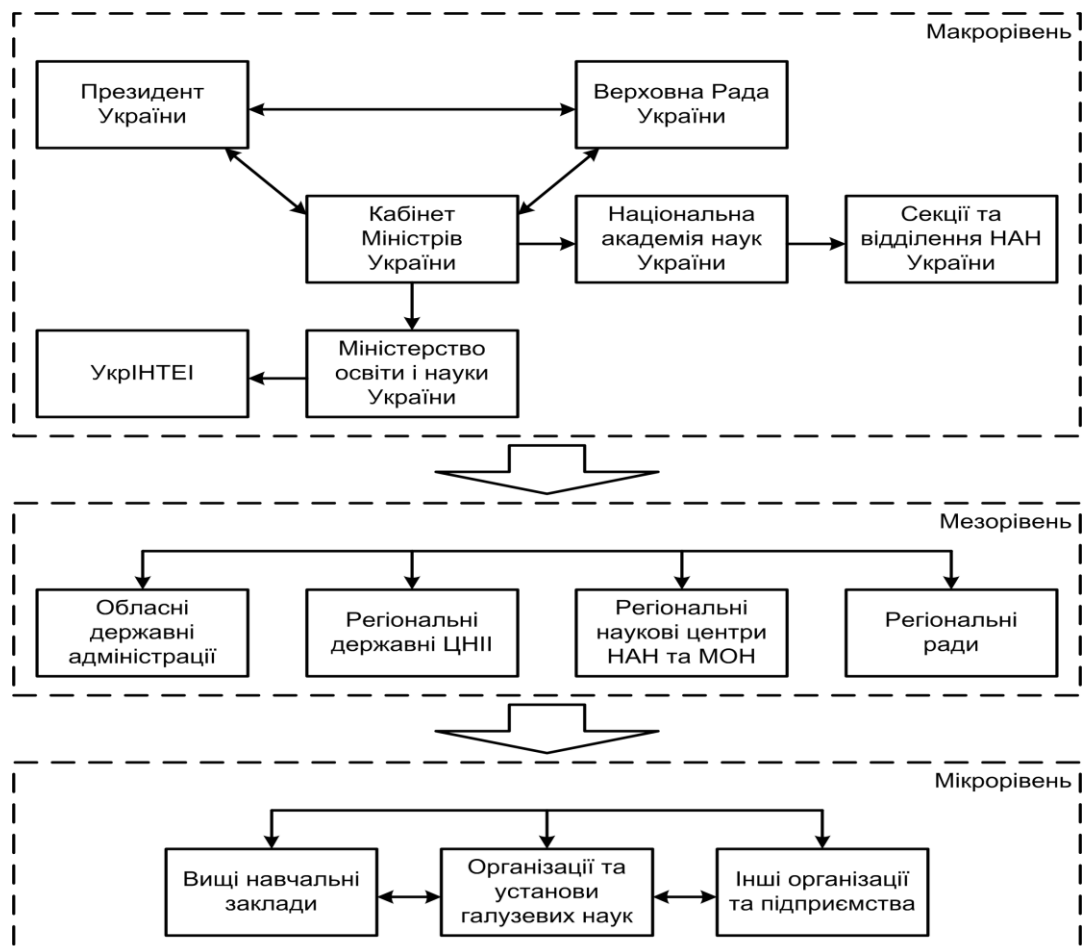 Макрорівень
Президент
України
Верховна Рада
України
Кабінет
Міністрів
України
Національна
академія наук
України
Секції та
відділення НАН
України
УкрІНТЕІ
Міністерство
освіти і науки
України
Мезорівень
Обласні
державні
адміністрації
Регіональні
державні ЦНІІ
Регіональні
наукові центри
НАН та МОН
Регіональні
ради
Мікрорівень
Вищі навчальні
заклади
Організації та
установи
галузевих наук
Інші організації
та підприємства